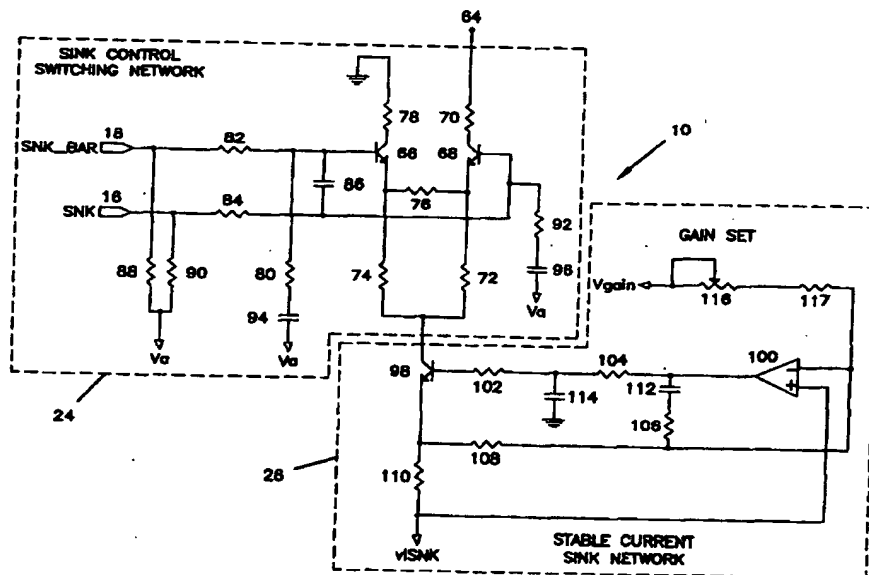 64
SINK CONTROL
SWITCHING NETWORK
78
70
10
18
82
SNK_BAR
66
68
86
16
76
SNK
84
92
GAIN SET
88
90
80
74
72
96
Vgain
116
117
94
Va
Va
Va
98
104
100
102
112
24
114
106
26
108
110
vISNK
STABLE CURRENT
SINK NETWORK